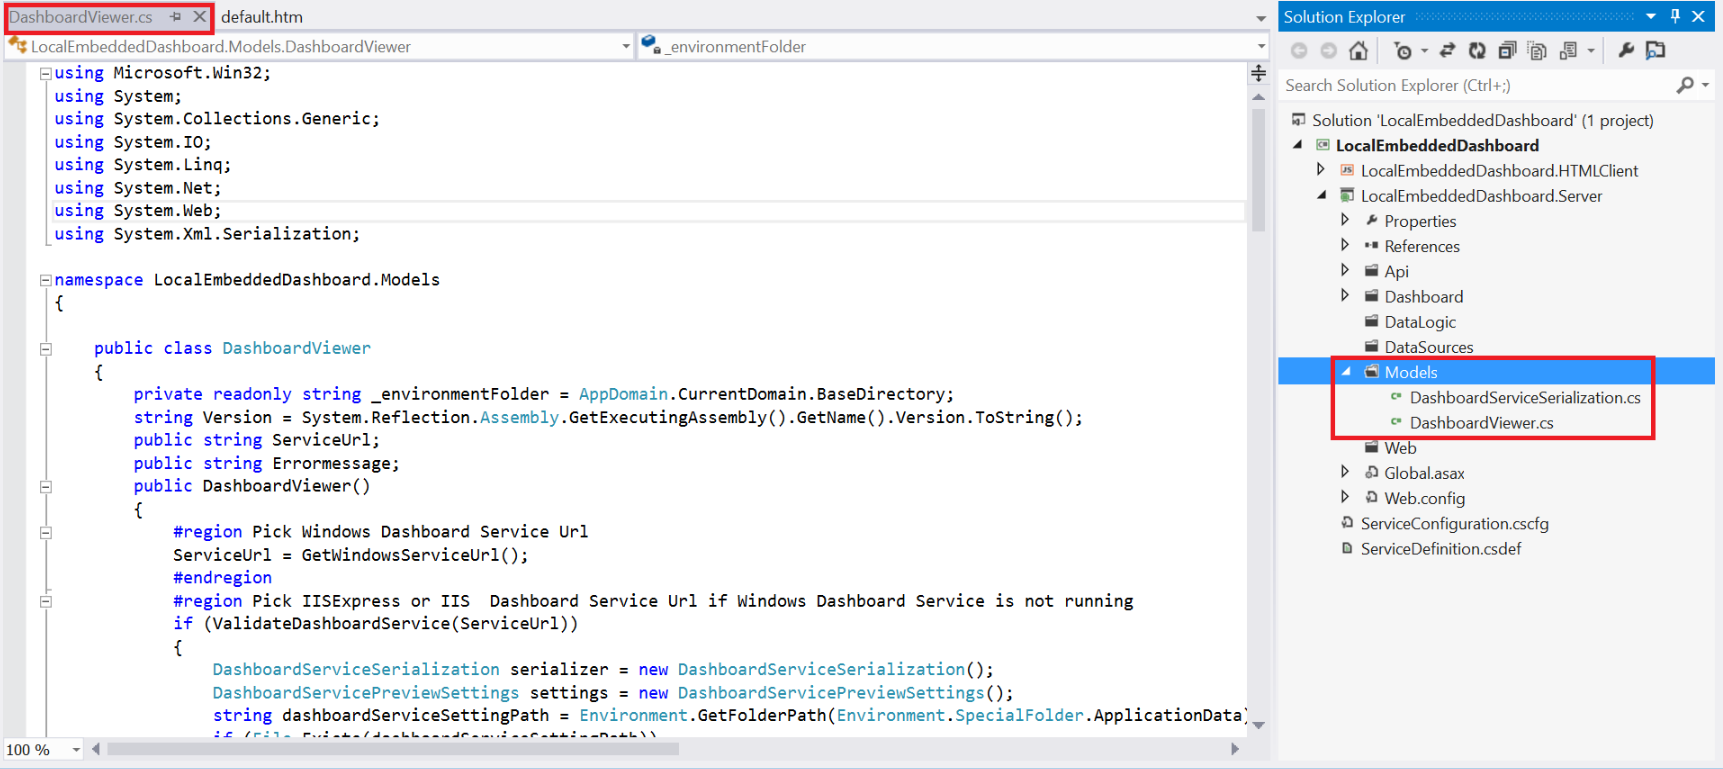 DashboardViewer.cs
default.htm
LocalEmbeddedDashboard.Models.DashboardViewer
_environmentFolder
using Microsoft.Win32;
using System;
using System.Collections.Generic;
using System.IO;
using System.Linq;
using System.Net;
using System.Web;
using System.Xml.Serialization;
namespace LocalEmbeddedDashboard.Models
{
public class DashboardViewer
{
private readonly string _environmentFolder = AppDomain.CurrentDomain.BaseDirectory;
string Version = System.Reflection.Assembly.GetExecutingAssembly().GetName().Version.ToString();
public string ServiceUrl;
public string Errormessage;
public DashboardViewer()
{
#region Pick Windows Dashboard Service Url
ServiceUrl = GetWindowsServiceUrl();
#endregion
#region Pick IISExpress or IIS  Dashboard Service Url if Windows Dashboard Service is not running
if (ValidateDashboardService(ServiceUrl))
{
DashboardServiceSerialization serializer = new DashboardServiceSerialization();
DashboardServicePreviewSettings settings = new DashboardServicePreviewSettings();
string dashboardServiceSettingPath = Environment.GetFolderPath(Environment.SpecialFolder.ApplicationData)
if (File.Exists(dashboardServiceSettingPath))
100 %
Solution Explorer
Search Solution Explorer (Ctrl+;)
Solution 'LocalEmbeddedDashboard' (1 project)
LocalEmbeddedDashboard
JS LocalEmbeddedDashboard.HTMLClient
LocalEmbeddedDashboard.Server
Properties
References
Api
Dashboard
DataLogic
DataSources
Models
C# DashboardServiceSerialization.cs
C# DashboardViewer.cs
Web
Global.asax
Web.config
ServiceConfiguration.cscfg
ServiceDefinition.csdef